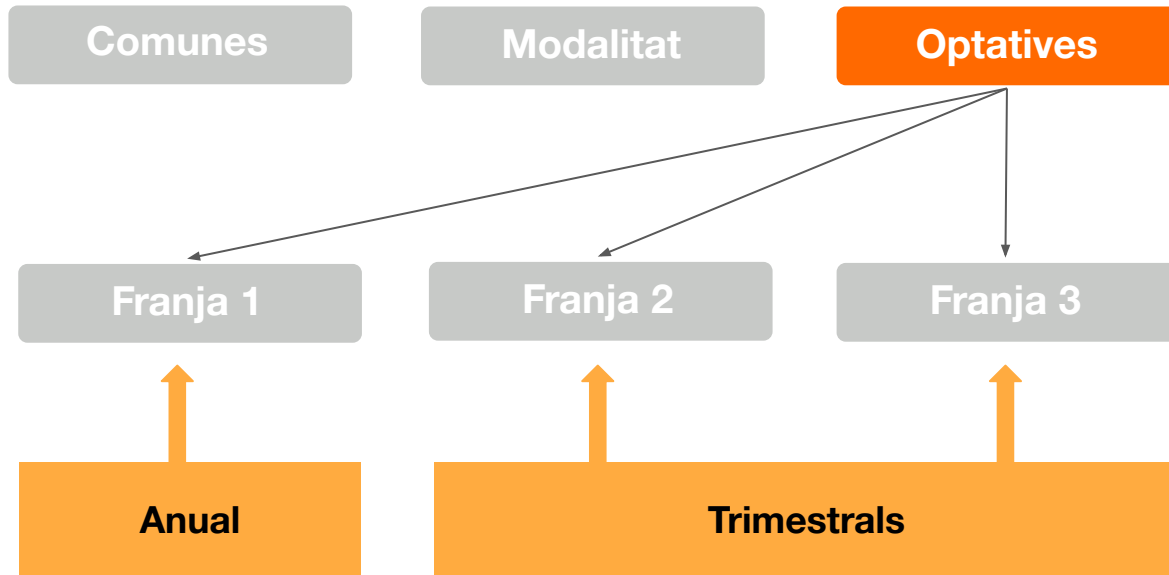 Comunes
Modalitat
Optatives
Franja 1
Franja 2
Franja 3
Anual
Trimestrals